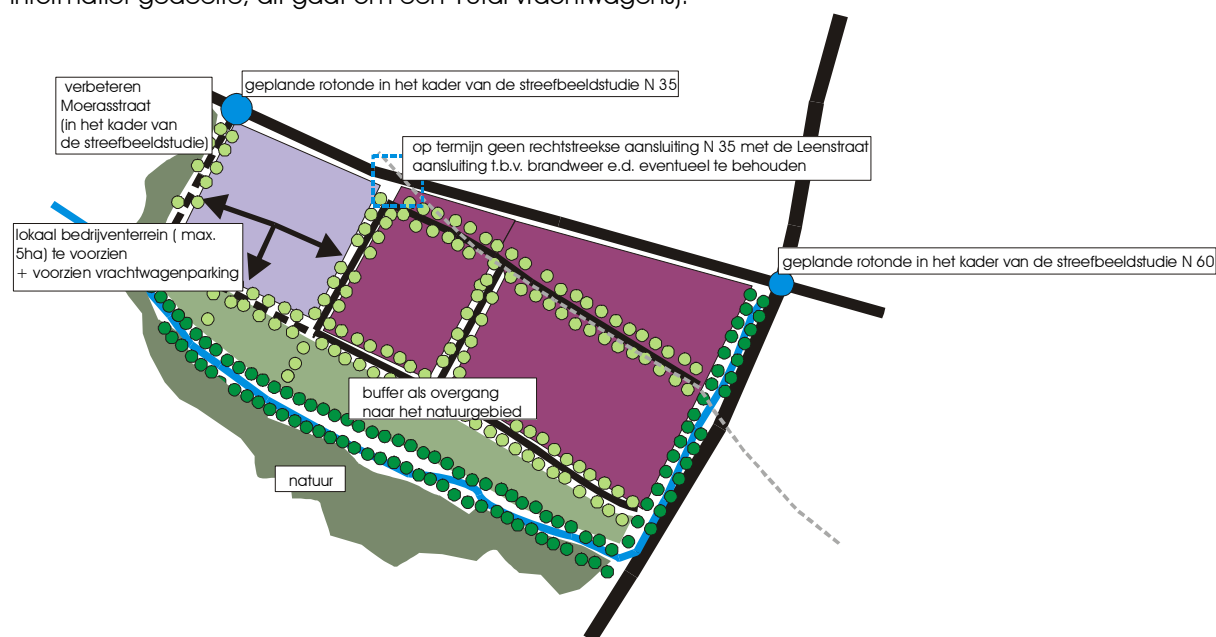 verbeteren
Moerasstraat
(in het kader van
de streefbeeldstudie)
geplande rotonde in het kader van de streefbeeldstudie N 35
op termijn geen rechtstreekse aansluiting N 35 met de Leenstraat
aansluiting t.b.v. brandweer e.d. eventueel te behouden
lokaal bedrijventerrein ( max.
5ha) te voorzien
+ voorzien vrachtwagenparking
geplande rotonde in het kader van de streefbeeldstudie N 60
buffer als overgang
naar het natuurgebied
natuur